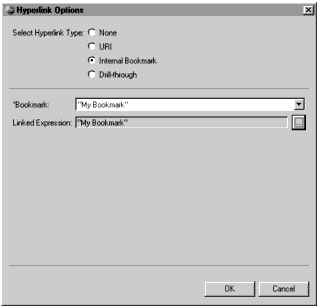 Hyperlink Options
Select Hyperlink Type: None
URI
Internal Bookmark
Drill-through
*Bookmark: "My Bookmark"
Linked Expression: "My Bookmark"
OK Cancel